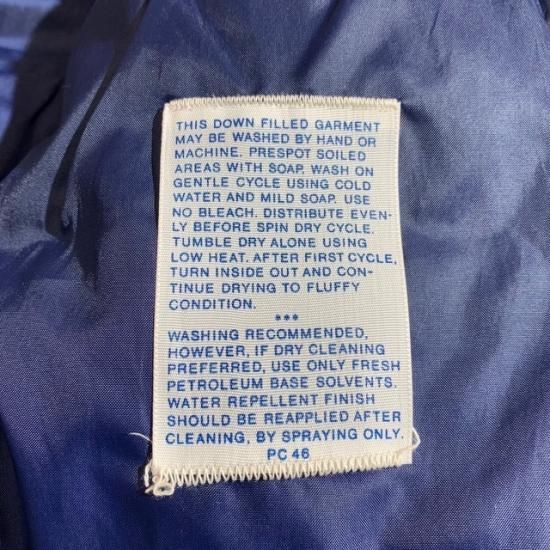 THIS DOWN FILLED GARMENT
MAY BE WASHED BY HAND OR
MACHINE. PRESPOT SOILED
AREAS WITH SOAP. WASH ON
GENTLE CYCLE USING COLD
WATER AND MILD SOAP. USE
NO BLEACH. DISTRIBUTE EVEN-
LY BEFORE SPIN DRY CYCLE.
TUMBLE DRY ALONE USING
LOW HEAT. AFTER FIRST CYCLE,
TURN INSIDE OUT AND CON-
TINUE DRYING TO FLUFFY
CONDITION.
***
WASHING RECOMMENDED,
HOWEVER, IF DRY CLEANING
PREFERRED, USE ONLY FRESH
PETROLEUM BASE SOLVENTS.
WATER REPELLENT FINISH
SHOULD BE REAPPLIED AFTER
CLEANING, BY SPRAYING ONLY.
PC 46